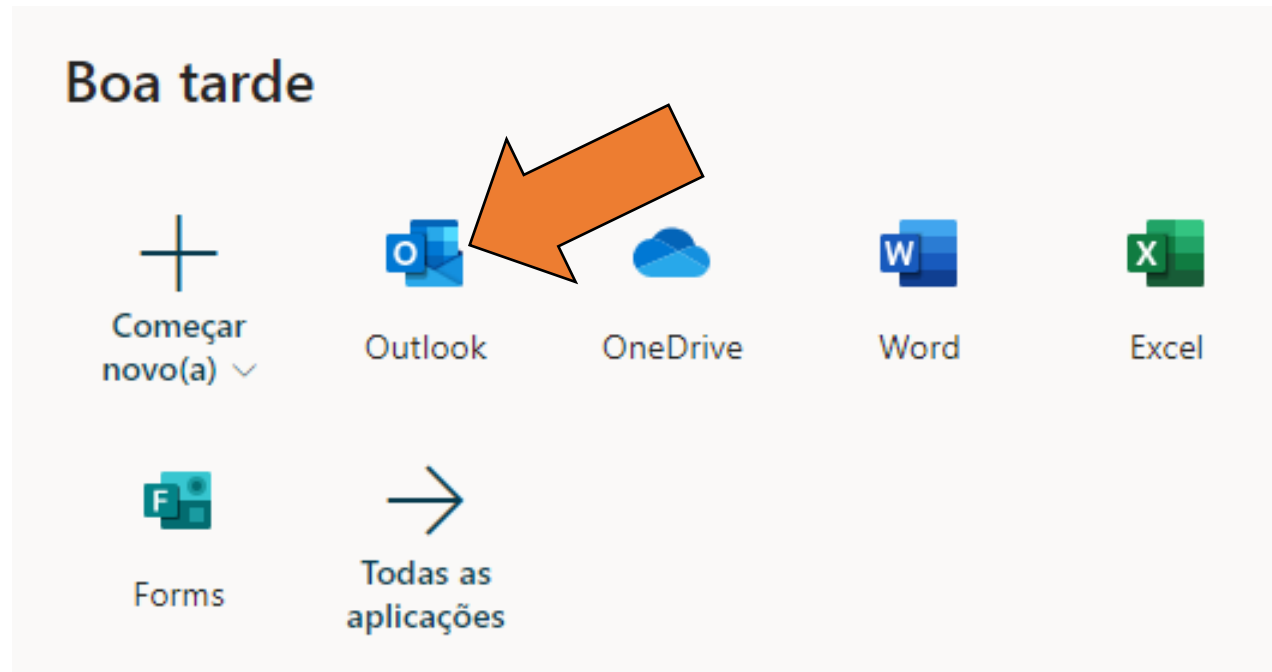 Boa tarde
Começar
novo(a)
Outlook
OneDrive
Word
Excel
Forms
Todas as
aplicações